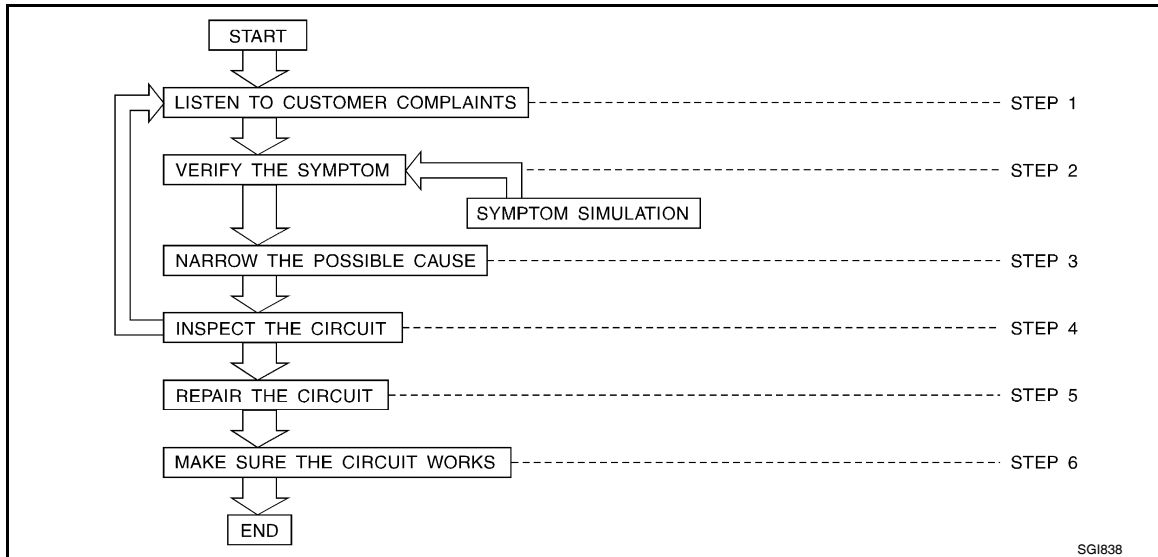 START
LISTEN TO CUSTOMER COMPLAINTS STEP 1
VERIFY THE SYMPTOM STEP 2
SYMPTOM SIMULATION
NARROW THE POSSIBLE CAUSE STEP 3
INSPECT THE CIRCUIT STEP 4
REPAIR THE CIRCUIT STEP 5
MAKE SURE THE CIRCUIT WORKS STEP 6
END
SGI838